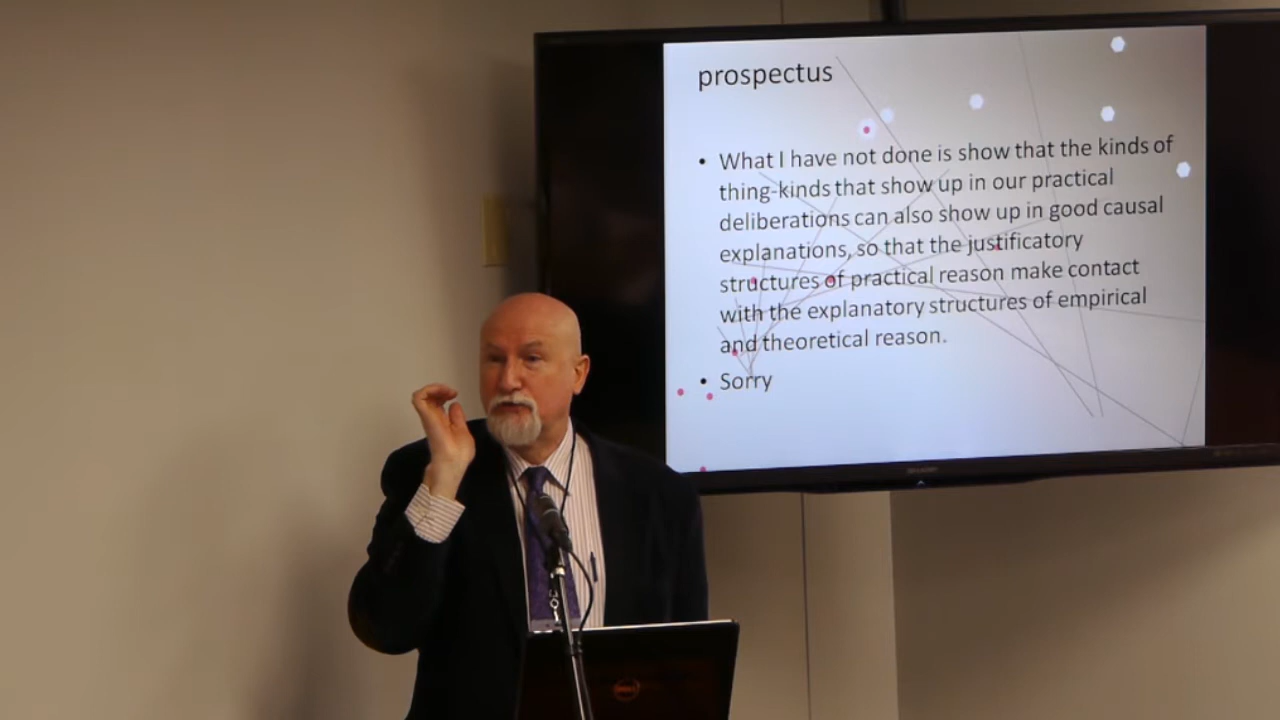 prospectus
• What I have not done is show that the kinds of
thing-kinds that show up in our practical
deliberations can also show up in good causal
explanations, so that the justificatory
structures of practical reason make contact
with the explanatory structures of empirical
and theoretical reason.
• Sorry
SHARP
DELL